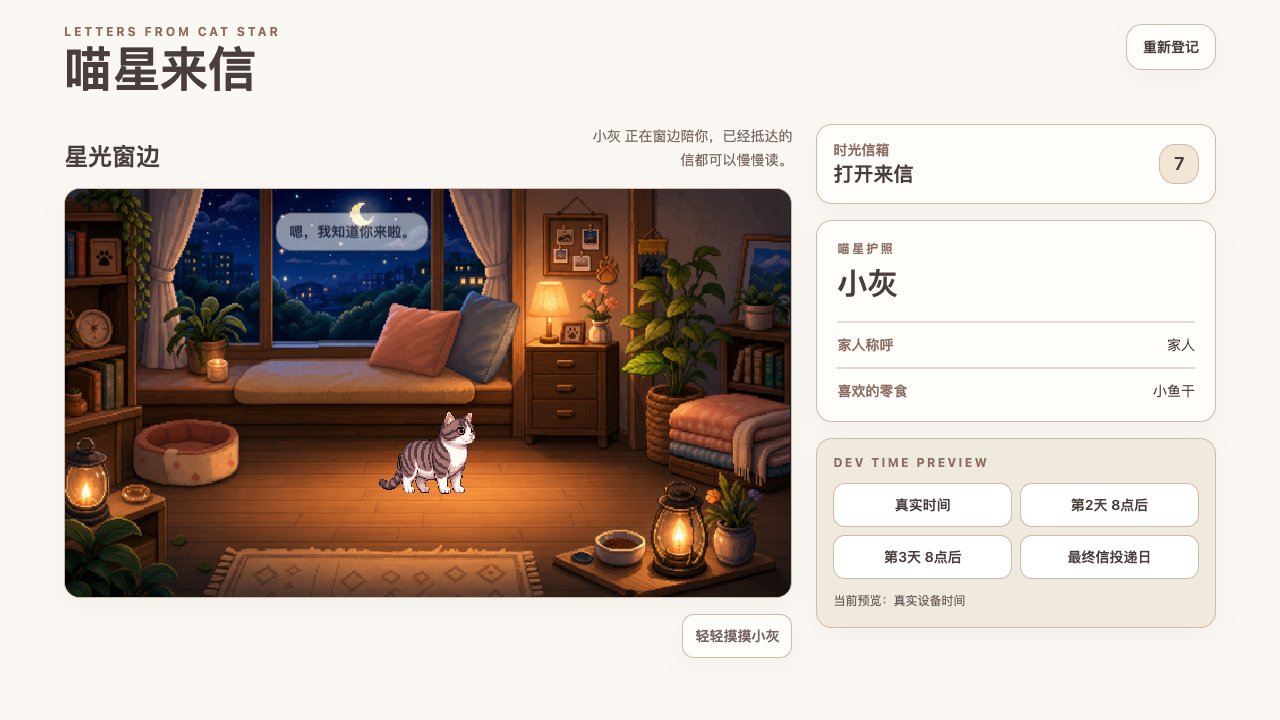 LETTERS FROM CAT STAR
喵星来信
重新登记
星光窗边
小灰 正在窗边陪你，已经抵达的
信都可以慢慢读。
嗯，我知道你来啦。
轻轻摸摸小灰
时光信箱
打开来信
7
喵星护照
小灰
家人称呼 家人
喜欢的零食 小鱼干
DEV TIME PREVIEW
真实时间 第2天 8点后
第3天 8点后 最终信投递日
当前预览：真实设备时间